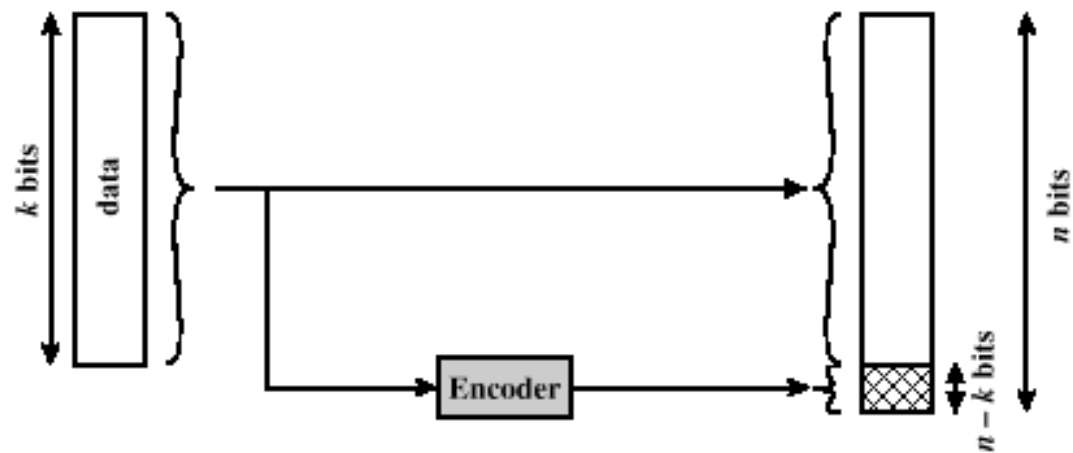 k bits
data
Encoder
n – k bits
n bits